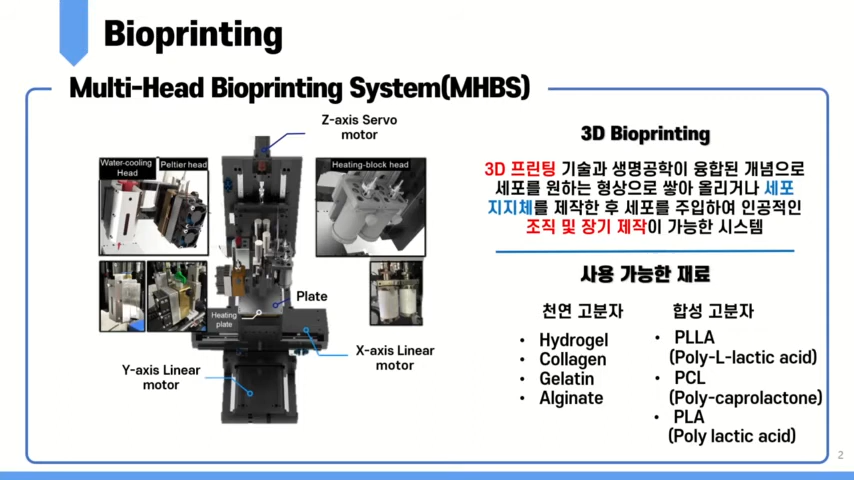 Bioprinting
Multi-Head Bioprinting System(MHBS)
Z-axis Servo
motor
Water-cooling
Head
Peltier head
Heating-block head
Plate
Heating
plate
X-axis Linear
motor
Y-axis Linear
motor
3D Bioprinting
3D 프린팅 기술과 생명공학이 융합된 개념으로
세포를 원하는 형상으로 쌓아 올리거나 세포
지지체를 제작한 후 세포를 주입하여 인공적인
조직 및 장기 제작이 가능한 시스템
사용 가능한 재료
천연 고분자
• Hydrogel
• Collagen
• Gelatin
• Alginate
합성 고분자
• PLLA
(Poly-L-lactic acid)
• PCL
(Poly-caprolactone)
• PLA
(Poly lactic acid)
2